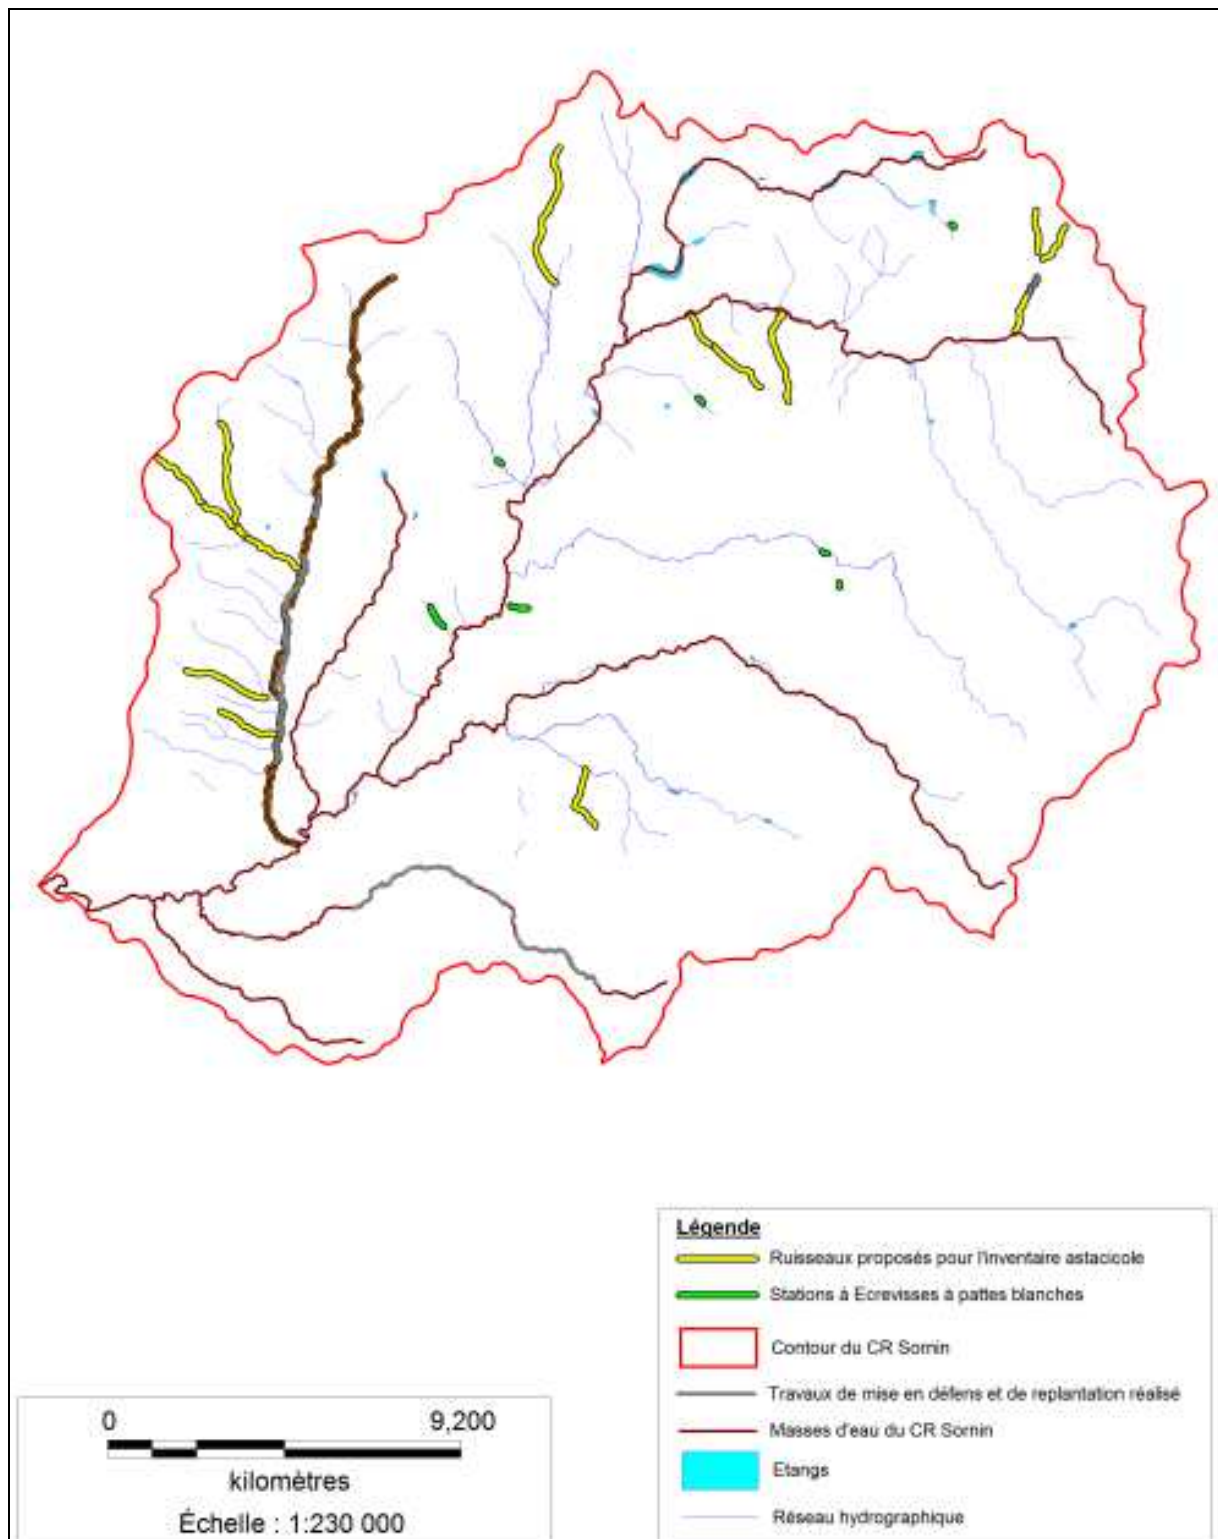 Légende
Ruisseaux proposés pour l'inventaire astacicole
Stations à Ecrevisses à pattes blanches
Contour du CR Sornin
Travaux de mise en défens et de replantation réalisé
Masses d'eau du CR Sornin
Etangs
Réseau hydrographique
0 9,200
kilomètres
Échelle : 1:230 000